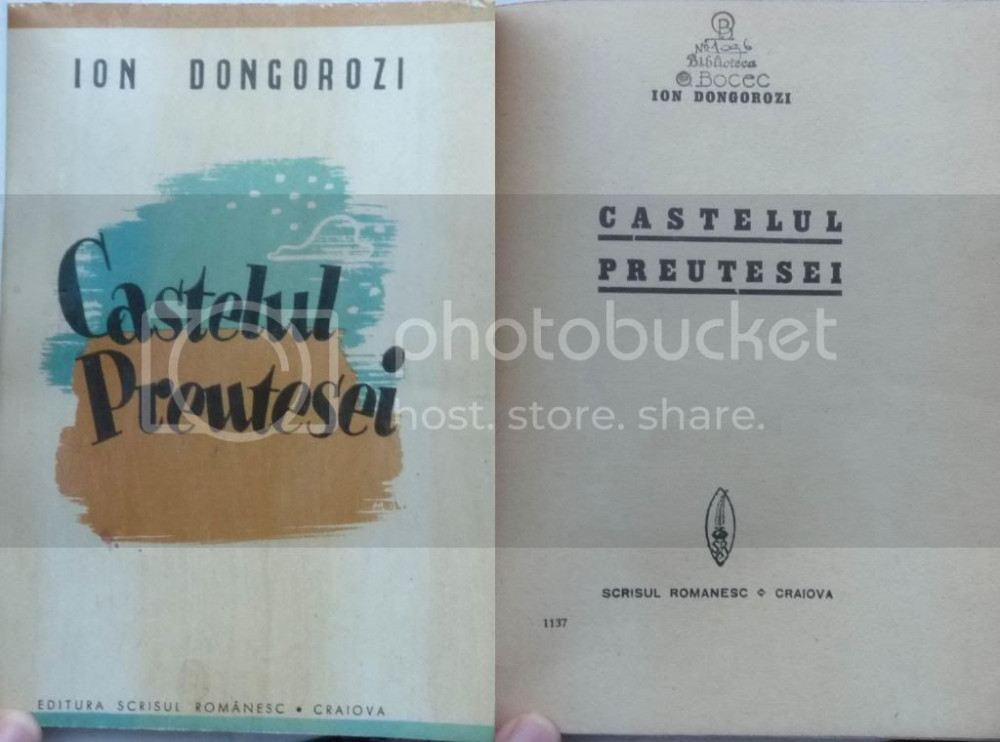 ION DONGOROZI
Castelul
Preutesei
EDITURA SCRISUL ROMÂNESC • CRAIOVA
Biblioteca
BOCEC
ION DONGOROZI
CASTELUL
PREUTESEI
SCRISUL ROMANESC ⋄ CRAIOVA
1137
photobucket
host. store. share.